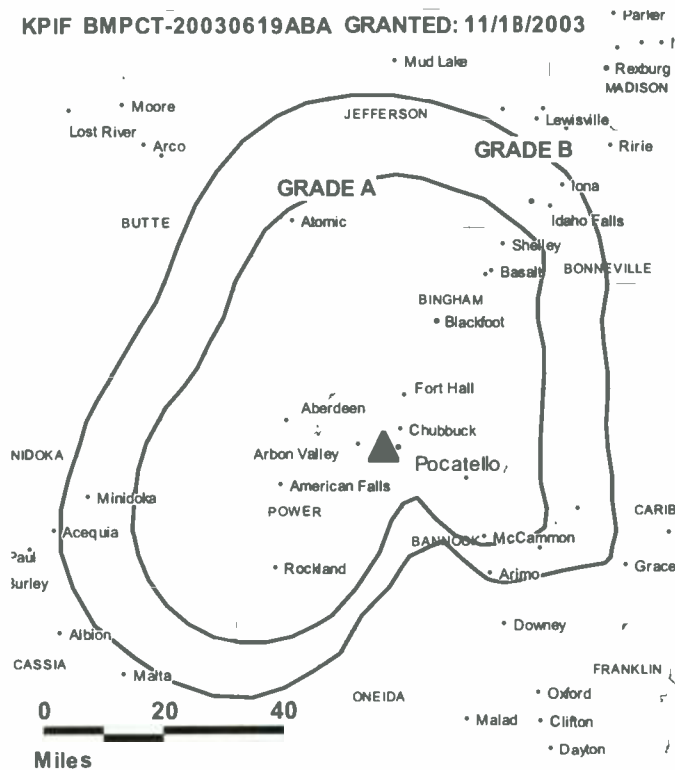 KPIF BMPCT-20030619ABA GRANTED: 11/18/2003
Parker
Mud Lake
Rexburg
MADISON
Moore
JEFFERSON
Lewisville
Lost River
Arco
GRADE B
Ririe
GRADE A
Iona
BUTTE
Atomic
Idaho Falls
Shelley
Basalt
BONNEVILLE
BINGHAM
Blackfoot
Fort Hall
Aberdeen
Chubbuck
NIDOKA
Arbon Valley
Pocatello
American Falls
Minidoka
POWER
CARIB
Acequia
BANNOCK
McCammon
Paul
Rockland
Arimo
Grace
Burley
Downey
Albion
CASSIA
Malta
FRANKLIN
ONEIDA
Oxford
0 20 40
Malad
Clifton
Dayton
Miles